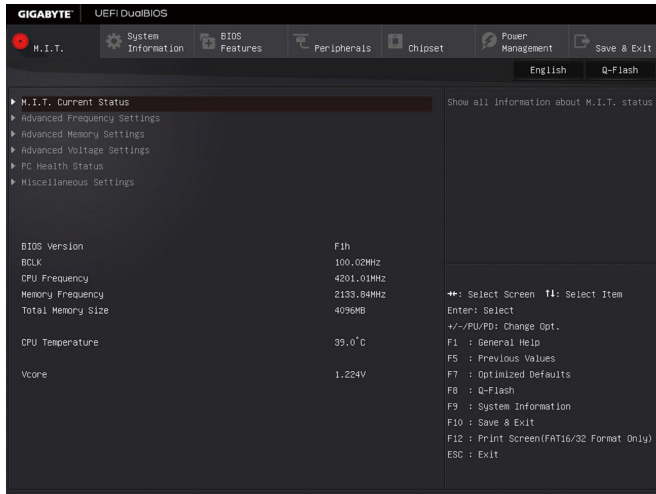 GIGABYTE™ UEFI DualBIOS
M.I.T. System Information BIOS Features Peripherals Chipset Power Management Save & Exit
English Q-Flash
M.I.T. Current Status
Show all information about M.I.T. status
Advanced Frequency Settings
Advanced Memory Settings
Advanced Voltage Settings
PC Health Status
Miscellaneous Settings
BIOS Version F1h
BCLK 100.02MHz
CPU Frequency 4201.01MHz
Memory Frequency 2133.84MHz
Total Memory Size 4096MB
CPU Temperature 39.0°C
Vcore 1.224V
→←: Select Screen ↑↓: Select Item
Enter: Select
+/-/PU/PD: Change Opt.
F1 : General Help
F5 : Previous Values
F7 : Optimized Defaults
F8 : Q-Flash
F9 : System Information
F10 : Save & Exit
F12 : Print Screen(FAT16/32 Format Only)
ESC : Exit